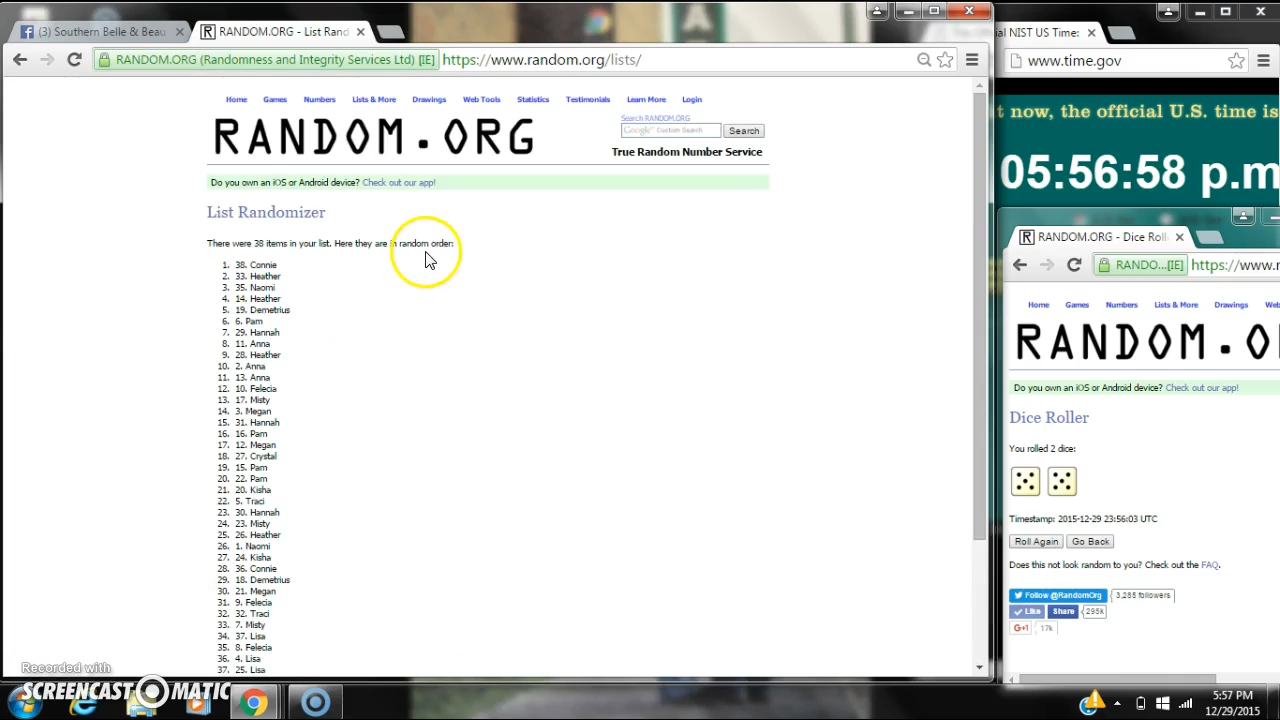 (3) Southern Belle & Beau
RANDOM.ORG - List Rand
RANDOM.ORG (Randomness and Integrity Services Ltd) [IE]
https://www.random.org/lists/
Home Games Numbers Lists & More Drawings Web Tools Statistics Testimonials Learn More Login
RANDOM.ORG
Search RANDOM.ORG
Google Custom Search
Search
True Random Number Service
Do you own an iOS or Android device? Check out our app!
List Randomizer
There were 38 items in your list. Here they are in random order:
1. 38. Connie
2. 33. Heather
3. 35. Naomi
4. 14. Heather
5. 19. Demetrius
6. 6. Pam
7. 29. Hannah
8. 11. Anna
9. 28. Heather
10. 2. Anna
11. 13. Anna
12. 10. Felecia
13. 17. Misty
14. 3. Megan
15. 31. Hannah
16. 16. Pam
17. 12. Megan
18. 27. Crystal
19. 15. Pam
20. 22. Pam
21. 20. Kisha
22. 5. Traci
23. 30. Hannah
24. 23. Misty
25. 26. Heather
26. 1. Naomi
27. 24. Kisha
28. 36. Connie
29. 18. Demetrius
30. 21. Megan
31. 9. Felecia
32. 32. Traci
33. 7. Misty
34. 37. Lisa
35. 8. Felecia
36. 4. Lisa
37. 25. Lisa
Official NIST US Time:
www.time.gov
t now, the official U.S. time is
05:56:58 p.m
RANDOM.ORG - Dice Rolle
RANDO...[IE]
https://www.r
Home Games Numbers Lists & More Drawings Web
RANDOM.O
Do you own an iOS or Android device? Check out our app!
Dice Roller
You rolled 2 dice:
Timestamp: 2015-12-29 23:56:03 UTC
Roll Again Go Back
Does this not look random to you? Check out the FAQ.
Follow @RandomOrg
3,285 followers
Like Share 295k
G+1 17k
Recorded with
SCREENCAST-O-MATIC
5:57 PM
12/29/2015